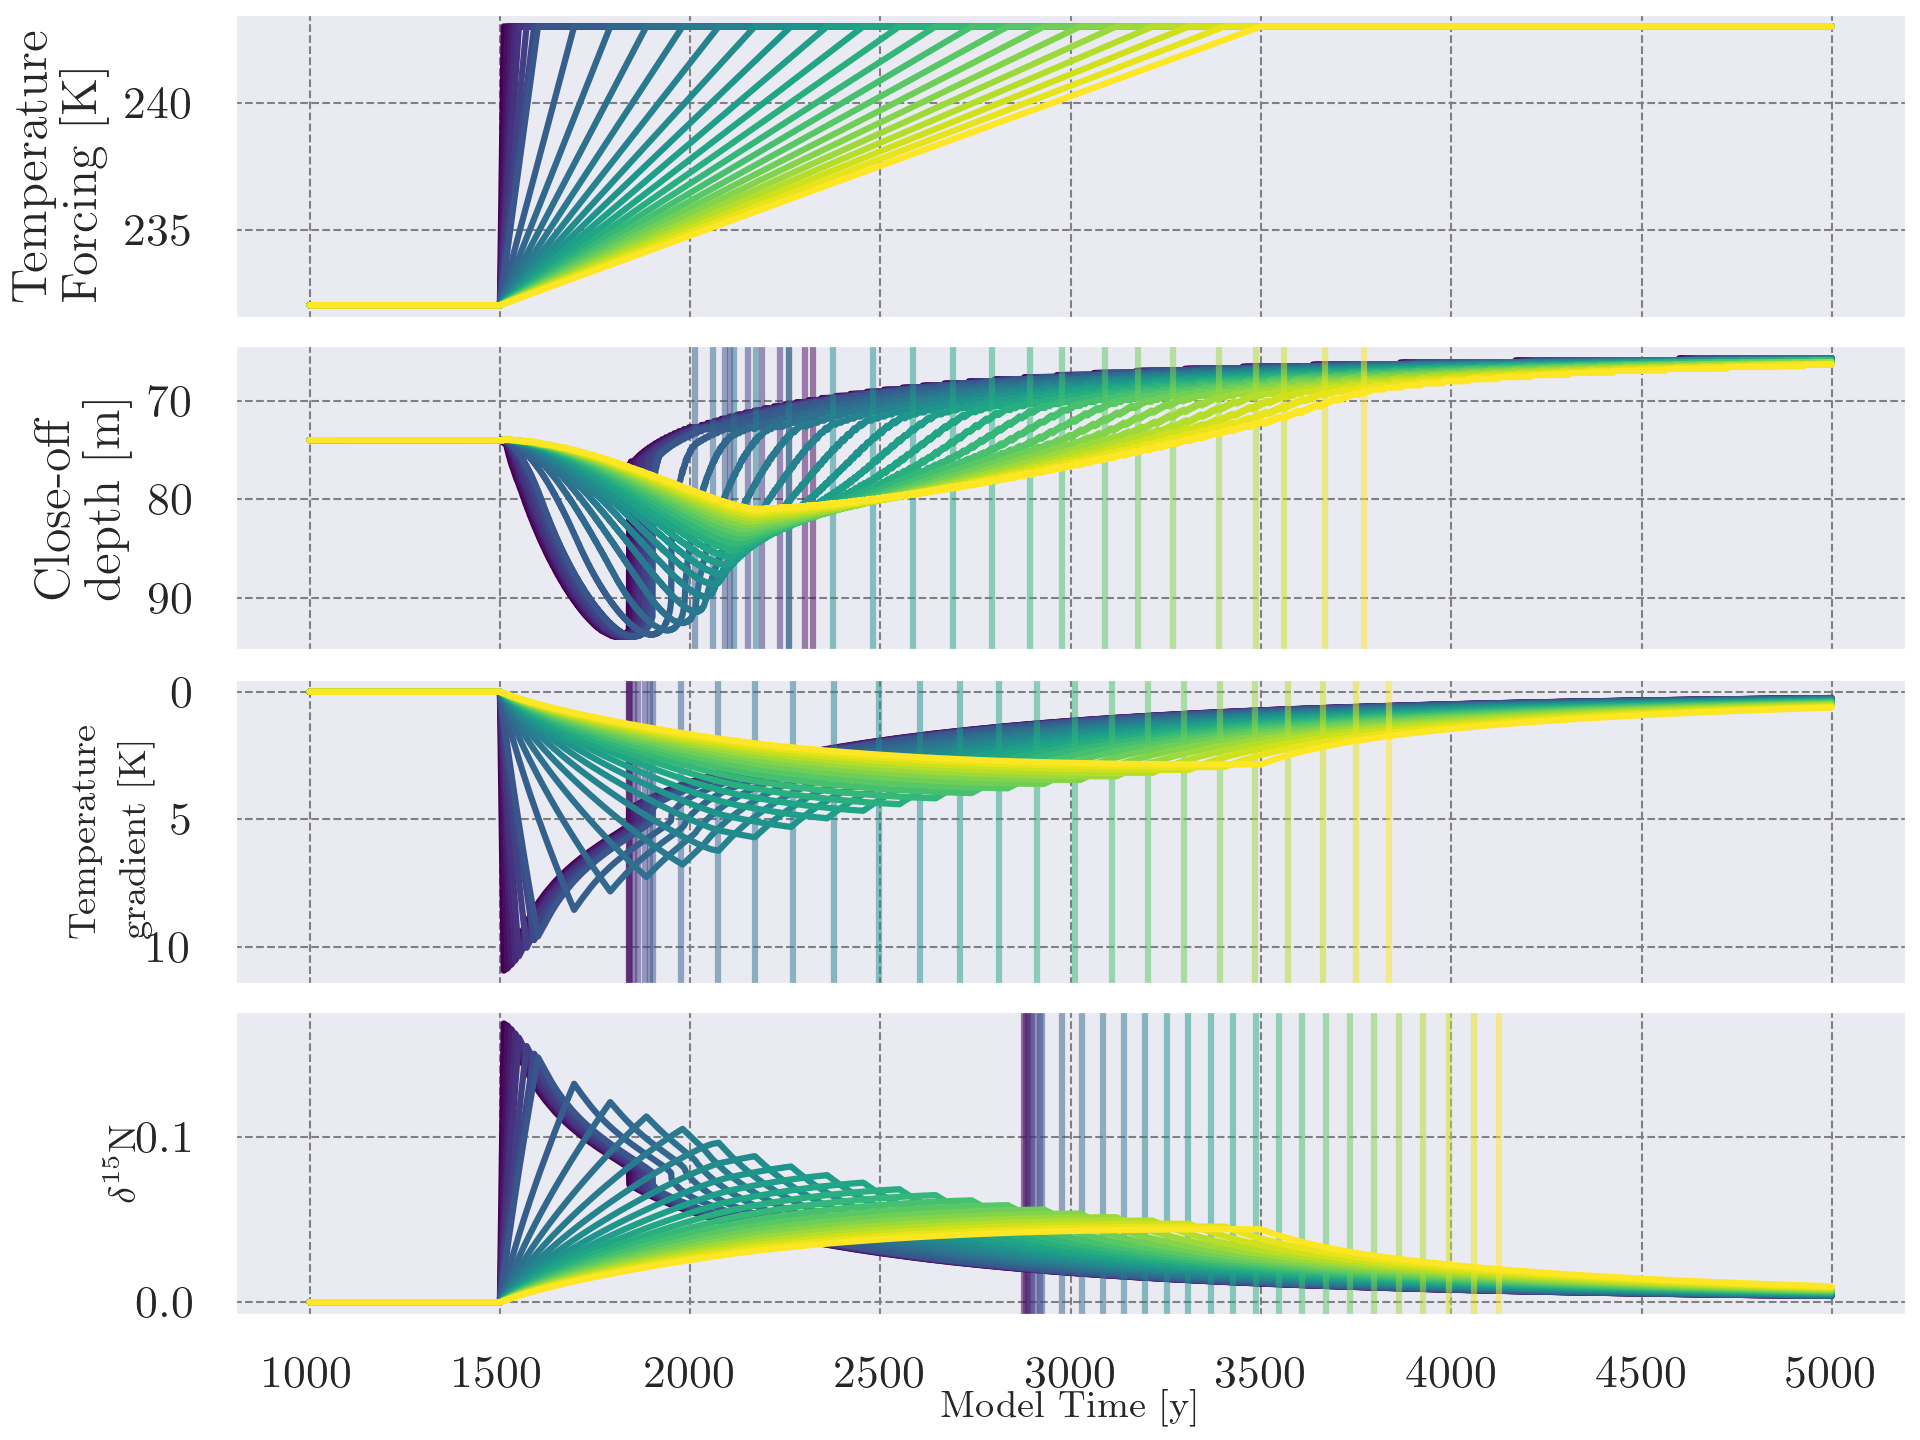 Temperature
Forcing [K]
240
235
Close-off
depth [m]
70
80
90
Temperature
gradient [K]
0
5
10
δ¹⁵N
0.1
0.0
1000 1500 2000 2500 3000 3500 4000 4500 5000
Model Time [y]